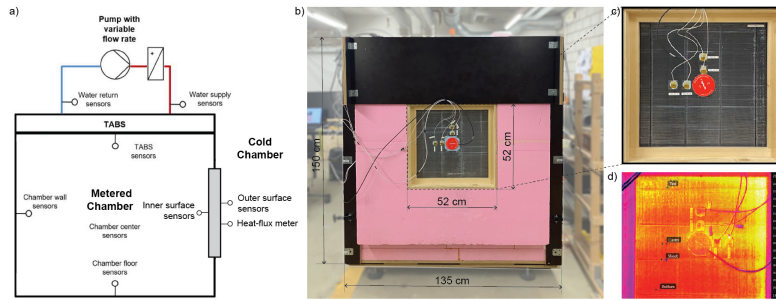 a)
Pump with
variable
flow rate
Water return
sensors
Water supply
sensors
TABS
TABS
sensors
Cold
Chamber
Chamber wall
sensors
Metered
Chamber
Inner surface
sensors
Outer surface
sensors
Heat-flux meter
Chamber center
sensors
Chamber floor
sensors
b)
150 cm
52 cm
52 cm
135 cm
c)
d)